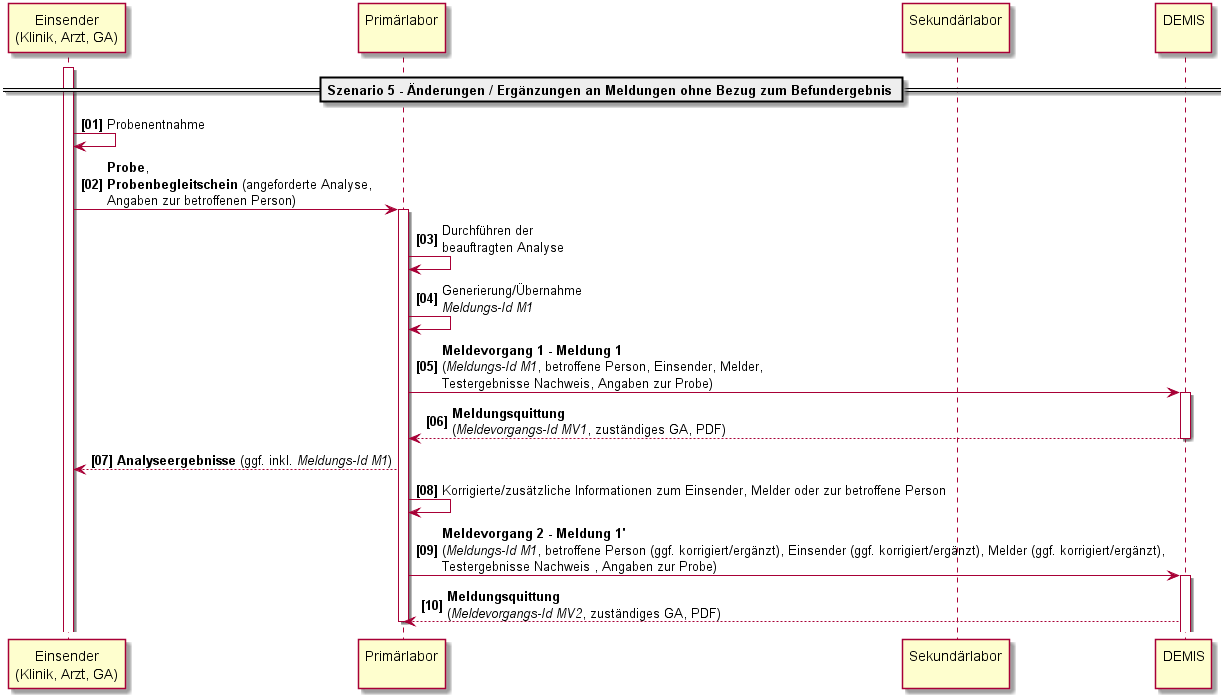 Einsender
(Klinik, Arzt, GA)
Primärlabor
Sekundärlabor
DEMIS
Szenario 5 - Änderungen / Ergänzungen an Meldungen ohne Bezug zum Befundergebnis
[01] Probenentnahme
Probe,
[02] Probenbegleitschein (angeforderte Analyse,
Angaben zur betroffenen Person)
Durchführen der
[03]
beauftragten Analyse
Generierung/Übernahme
[04]
Meldungs-Id M1
Meldevorgang 1 - Meldung 1
[05] (Meldungs-Id M1, betroffene Person, Einsender, Melder,
Testergebnisse Nachweis, Angaben zur Probe)
Meldungsquittung
[06]
(Meldevorgangs-Id MV1, zuständiges GA, PDF)
[07] Analyseergebnisse (ggf. inkl. Meldungs-Id M1)
[08] Korrigierte/zusätzliche Informationen zum Einsender, Melder oder zur betroffene Person
Meldevorgang 2 - Meldung 1'
[09] (Meldungs-Id M1, betroffene Person (ggf. korrigiert/ergänzt), Einsender (ggf. korrigiert/ergänzt), Melder (ggf. korrigiert/ergänzt),
Testergebnisse Nachweis , Angaben zur Probe)
Meldungsquittung
[10]
(Meldevorgangs-Id MV2, zuständiges GA, PDF)
Einsender
(Klinik, Arzt, GA)
Primärlabor
Sekundärlabor
DEMIS